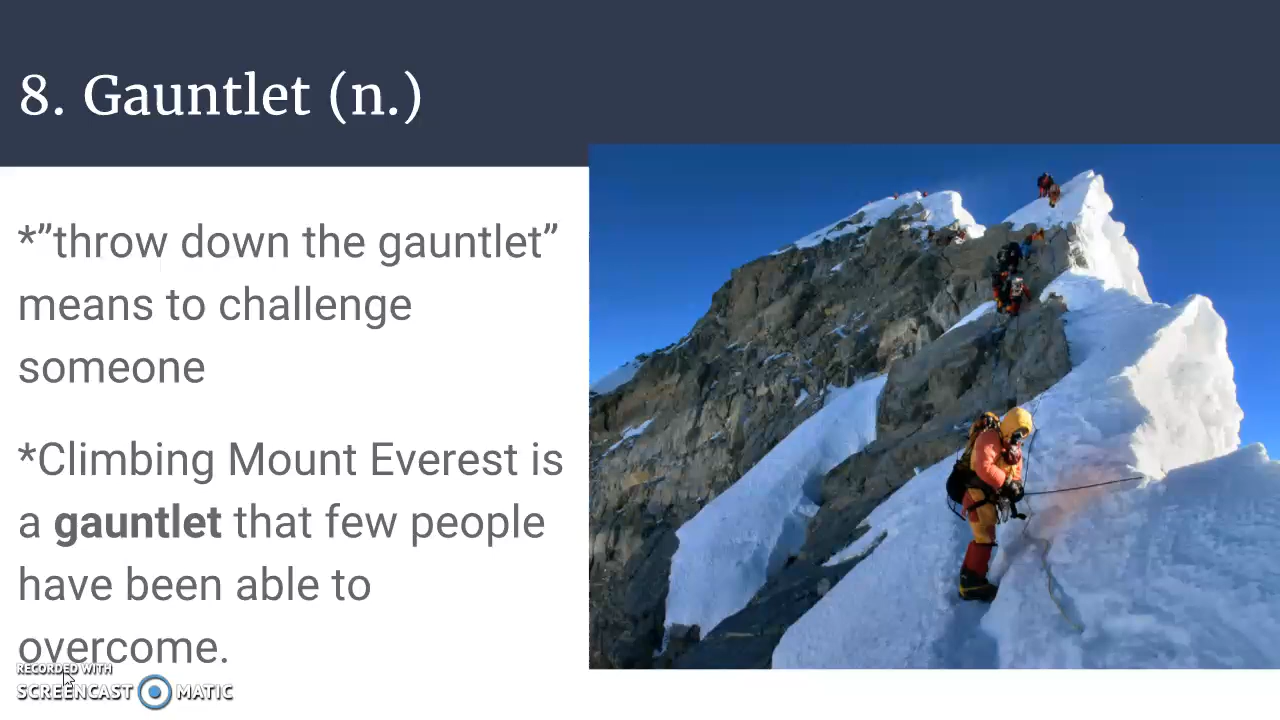 8. Gauntlet (n.)
*”throw down the gauntlet”
means to challenge
someone
*Climbing Mount Everest is
a gauntlet that few people
have been able to
overcome.
RECORDED WITH
SCREENCAST MATIC